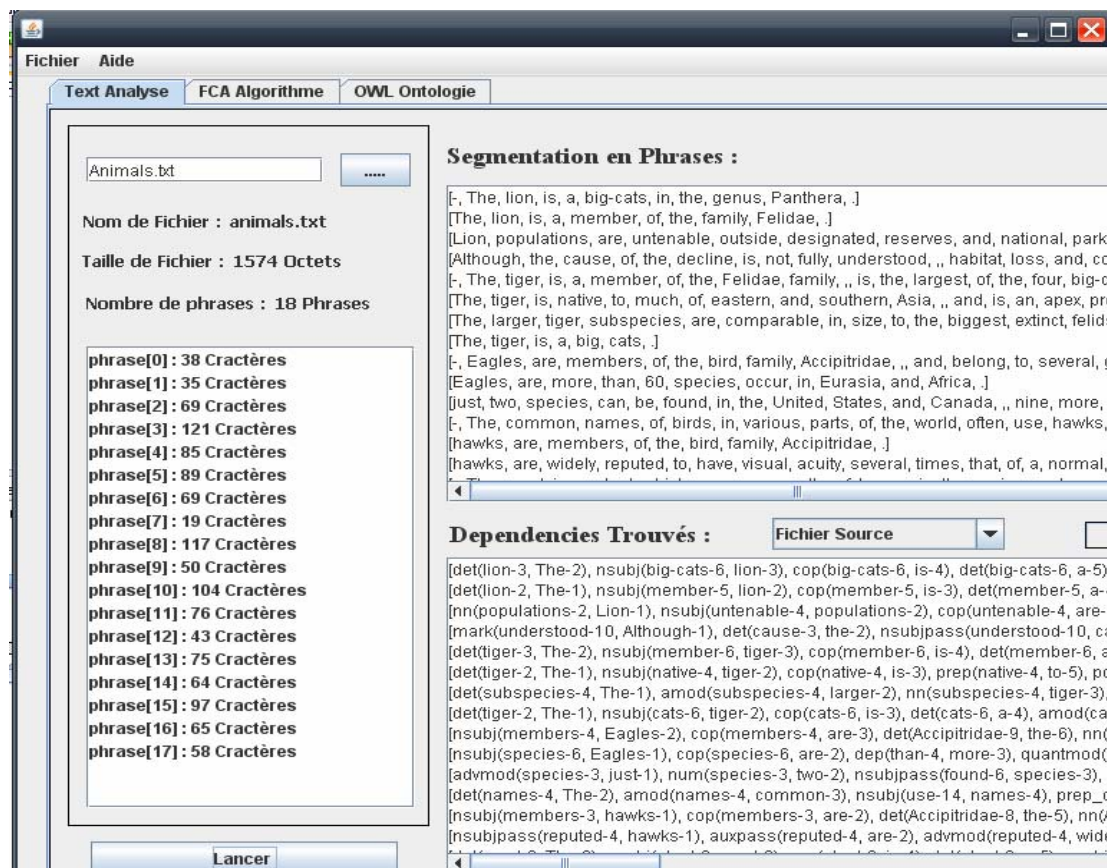 Fichier Aide
Text Analyse FCA Algorithme OWL Ontologie
Animals.txt
.....
Nom de Fichier : animals.txt
Taille de Fichier : 1574 Octets
Nombre de phrases : 18 Phrases
phrase[0] : 38 Cractères
phrase[1] : 35 Cractères
phrase[2] : 69 Cractères
phrase[3] : 121 Cractères
phrase[4] : 85 Cractères
phrase[5] : 89 Cractères
phrase[6] : 69 Cractères
phrase[7] : 19 Cractères
phrase[8] : 117 Cractères
phrase[9] : 50 Cractères
phrase[10] : 104 Cractères
phrase[11] : 76 Cractères
phrase[12] : 43 Cractères
phrase[13] : 75 Cractères
phrase[14] : 64 Cractères
phrase[15] : 97 Cractères
phrase[16] : 65 Cractères
phrase[17] : 58 Cractères
Lancer
Segmentation en Phrases :
[-, The, lion, is, a, big-cats, in, the, genus, Panthera, .]
[The, lion, is, a, member, of, the, family, Felidae, .]
[Lion, populations, are, untenable, outside, designated, reserves, and, national, park
[Although, the, cause, of, the, decline, is, not, fully, understood, ,, habitat, loss, and, co
[-, The, tiger, is, a, member, of, the, Felidae, family, ,, is, the, largest, of, the, four, big-c
[The, tiger, is, native, to, much, of, eastern, and, southern, Asia, ,, and, is, an, apex, pr
[The, larger, tiger, subspecies, are, comparable, in, size, to, the, biggest, extinct, felids
[The, tiger, is, a, big, cats, .]
[-, Eagles, are, members, of, the, bird, family, Accipitridae, ,, and, belong, to, several, g
[Eagles, are, more, than, 60, species, occur, in, Eurasia, and, Africa, .]
[just, two, species, can, be, found, in, the, United, States, and, Canada, ,, nine, more,
[-, The, common, names, of, birds, in, various, parts, of, the, world, often, use, hawks,
[hawks, are, members, of, the, bird, family, Accipitridae, .]
[hawks, are, widely, reputed, to, have, visual, acuity, several, times, that, of, a, normal,
Dependencies Trouvés : Fichier Source
[det(lion-3, The-2), nsubj(big-cats-6, lion-3), cop(big-cats-6, is-4), det(big-cats-6, a-5)
[det(lion-2, The-1), nsubj(member-5, lion-2), cop(member-5, is-3), det(member-5, a-
[nn(populations-2, Lion-1), nsubj(untenable-4, populations-2), cop(untenable-4, are-
[mark(understood-10, Although-1), det(cause-3, the-2), nsubjpass(understood-10, ca
[det(tiger-3, The-2), nsubj(member-6, tiger-3), cop(member-6, is-4), det(member-6, a
[det(tiger-2, The-1), nsubj(native-4, tiger-2), cop(native-4, is-3), prep(native-4, to-5), po
[det(subspecies-4, The-1), amod(subspecies-4, larger-2), nn(subspecies-4, tiger-3),
[det(tiger-2, The-1), nsubj(cats-6, tiger-2), cop(cats-6, is-3), det(cats-6, a-4), amod(ca
[nsubj(members-4, Eagles-2), cop(members-4, are-3), det(Accipitridae-9, the-6), nn(
[nsubj(species-6, Eagles-1), cop(species-6, are-2), dep(than-4, more-3), quantmod(
[advmod(species-3, just-1), num(species-3, two-2), nsubjpass(found-6, species-3),
[det(names-4, The-2), amod(names-4, common-3), nsubj(use-14, names-4), prep_o
[nsubj(members-3, hawks-1), cop(members-3, are-2), det(Accipitridae-8, the-5), nn(A
[nsubjpass(reputed-4, hawks-1), auxpass(reputed-4, are-2), advmod(reputed-4, wide